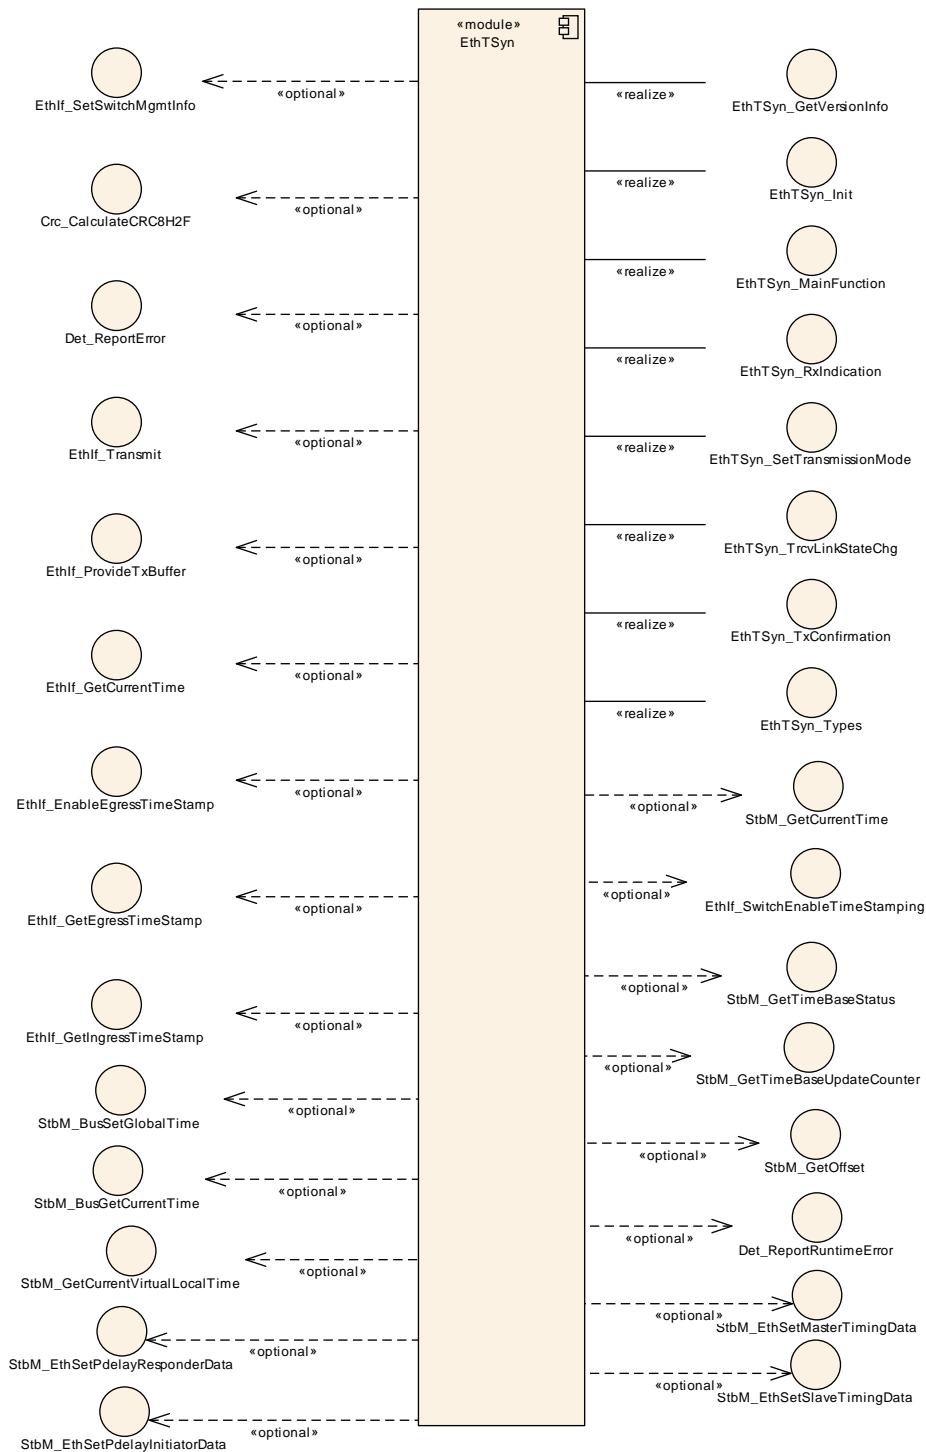 «module»
EthTSyn
EthIf_SetSwitchMgmtInfo
«optional»
Crc_CalculateCRC8H2F
«optional»
Det_ReportError
«optional»
EthIf_Transmit
«optional»
EthIf_ProvideTxBuffer
«optional»
EthIf_GetCurrentTime
«optional»
EthIf_EnableEgressTimeStamp
«optional»
EthIf_GetEgressTimeStamp
«optional»
EthIf_GetIngressTimeStamp
«optional»
StbM_BusSetGlobalTime
«optional»
StbM_BusGetCurrentTime
«optional»
StbM_GetCurrentVirtualLocalTime
«optional»
StbM_EthSetPdelayResponderData
«optional»
StbM_EthSetPdelayInitiatorData
«optional»
«realize»
EthTSyn_GetVersionInfo
«realize»
EthTSyn_Init
«realize»
EthTSyn_MainFunction
«realize»
EthTSyn_RxIndication
«realize»
EthTSyn_SetTransmissionMode
«realize»
EthTSyn_TrcvLinkStateChg
«realize»
EthTSyn_TxConfirmation
«realize»
EthTSyn_Types
«optional»
StbM_GetCurrentTime
«optional»
EthIf_SwitchEnableTimeStamping
«optional»
StbM_GetTimeBaseStatus
«optional»
StbM_GetTimeBaseUpdateCounter
«optional»
StbM_GetOffset
«optional»
Det_ReportRuntimeError
«optional»
StbM_EthSetMasterTimingData
«optional»
StbM_EthSetSlaveTimingData